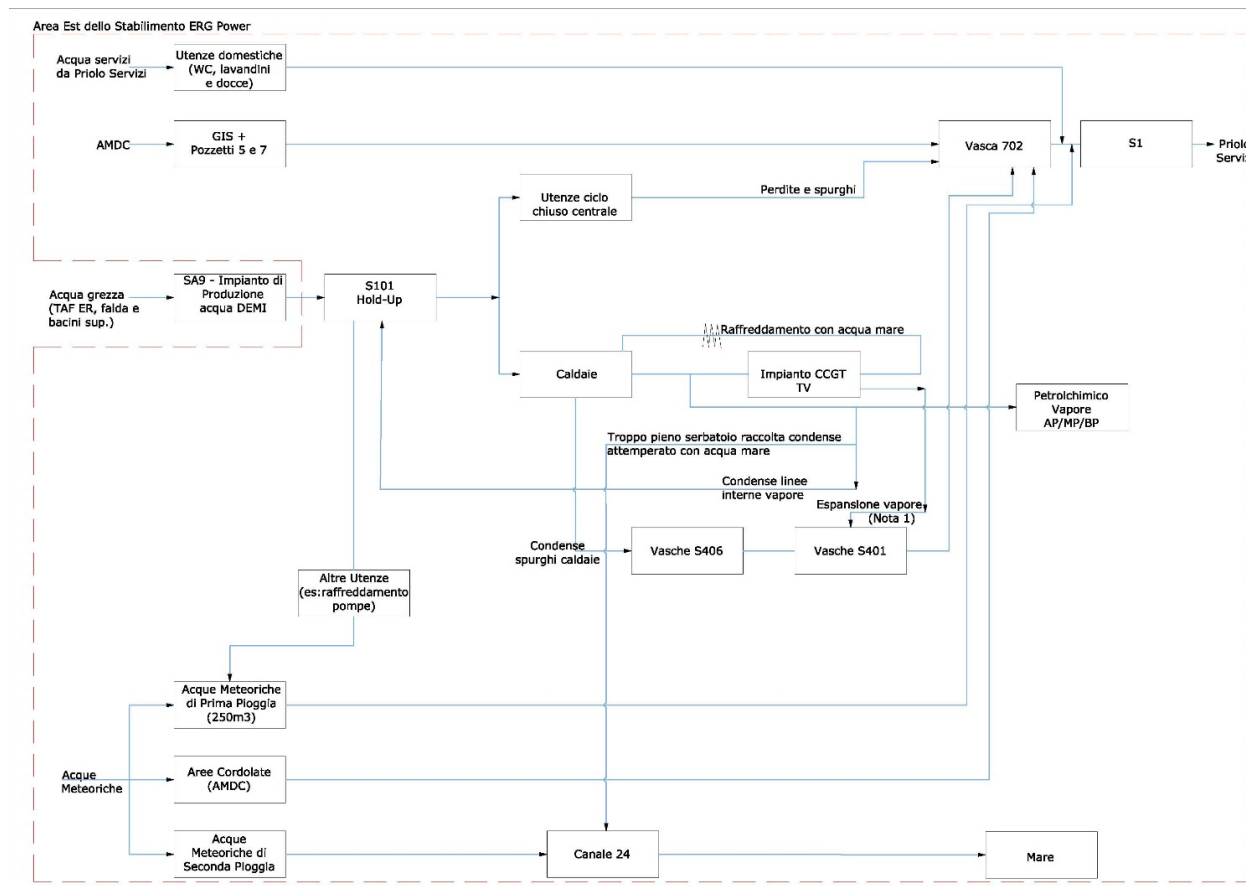 Area Est dello Stabilimento ERG Power
Acqua servizi
da Priolo Servizi
Utenze domestiche
(WC, lavandini
e docce)
AMDC
GIS +
Pozzetti 5 e 7
Vasca 702
S1
Priolo
Servizi
Utenze ciclo
chiuso centrale
Perdite e spurghi
Acqua grezza
(TAF ER, falda e
bacini sup.)
SA9 - Impianto di
Produzione
acqua DEMI
S101
Hold-Up
Raffreddamento con acqua mare
Caldaie
Impianto CCGT
TV
Petrolchimico
Vapore
AP/MP/BP
Troppo pieno serbatoio raccolta condense
attemperato con acqua mare
Condense linee
interne vapore
Espansione vapore
(Nota 1)
Condense
spurghi caldaie
Vasche S406
Vasche S401
Altre Utenze
(es:raffreddamento
pompe)
Acque Meteoriche
di Prima Pioggia
(250m3)
Acque
Meteoriche
Aree Cordolate
(AMDC)
Acque
Meteoriche di
Seconda Pioggia
Canale 24
Mare